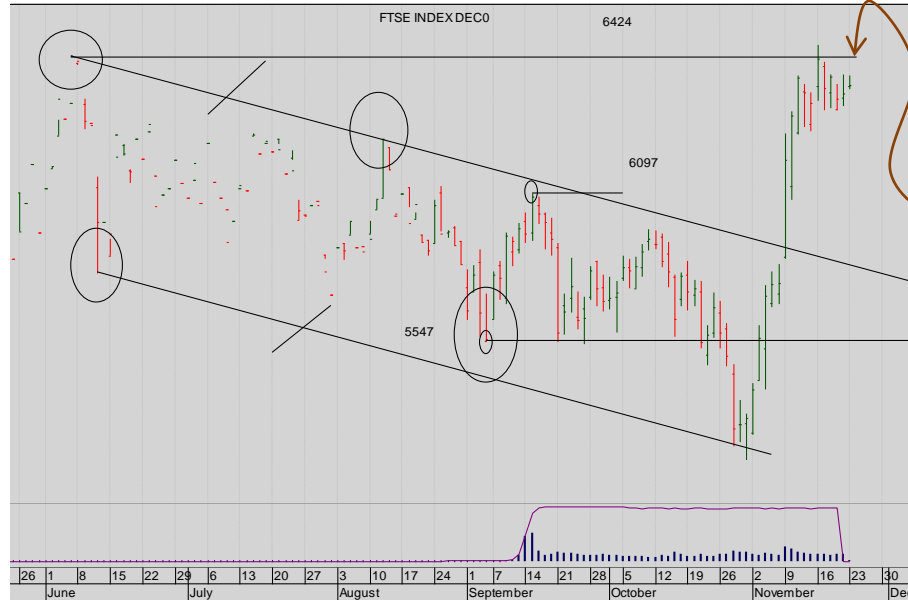 FTSE INDEX DEC0
6424
6097
5547
26 1 8 15 22 29 6 13 20 27 3 10 17 24 1 7 14 21 28 5 12 19 26 2 9 16 23 30
June July August September October November Dec